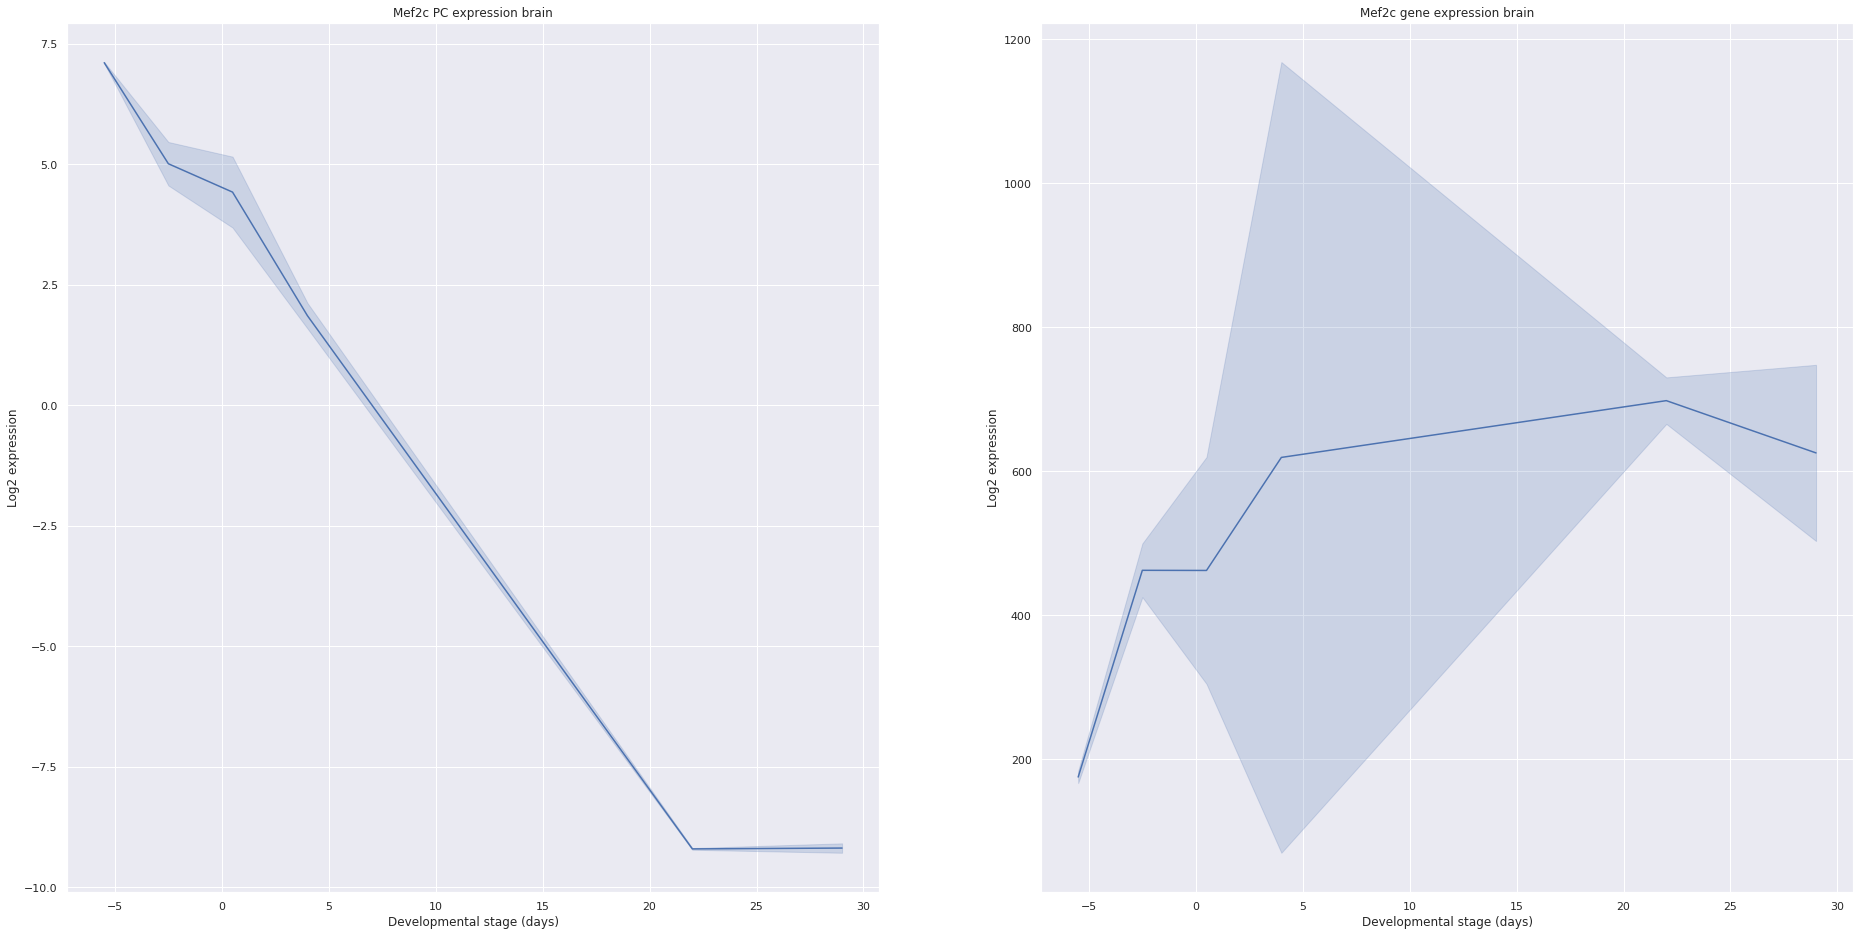 Mef2c PC expression brain
Log2 expression
7.5
5.0
2.5
0.0
−2.5
−5.0
−7.5
−10.0
−5 0 5 10 15 20 25 30
Developmental stage (days)
Mef2c gene expression brain
Log2 expression
1200
1000
800
600
400
200
−5 0 5 10 15 20 25 30
Developmental stage (days)